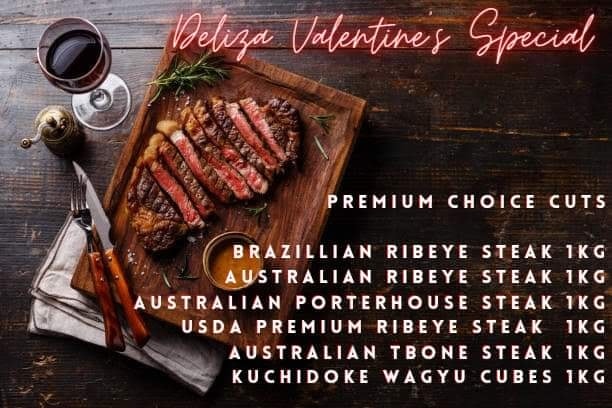 Deliza Valentine's Special
PREMIUM CHOICE CUTS
BRAZILLIAN RIBEYE STEAK 1KG
AUSTRALIAN RIBEYE STEAK 1KG
AUSTRALIAN PORTERHOUSE STEAK 1KG
USDA PREMIUM RIBEYE STEAK 1KG
AUSTRALIAN TBONE STEAK 1KG
KUCHIDOKE WAGYU CUBES 1KG